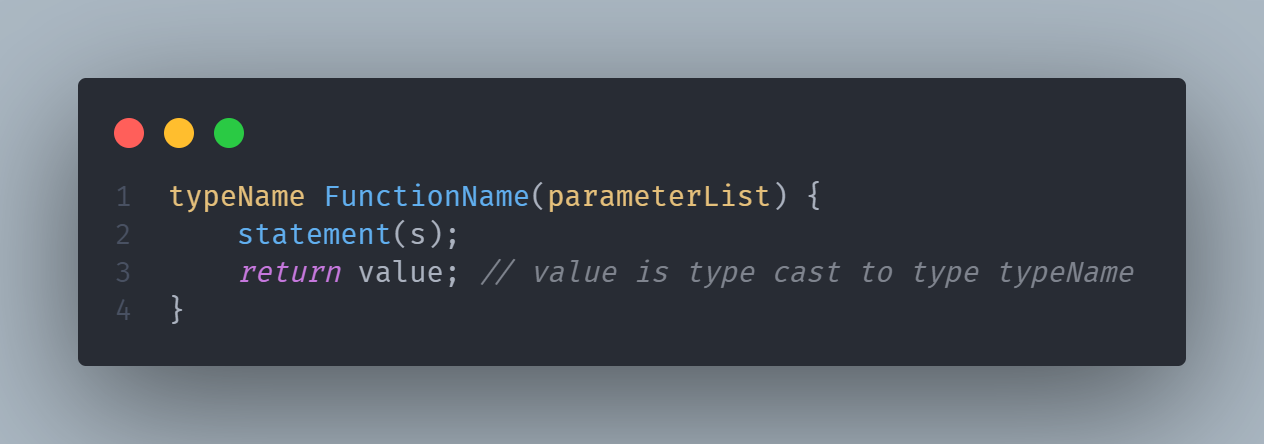 1 typeName FunctionName(parameterList) {
2 statement(s);
3 return value; // value is type cast to type typeName
4 }